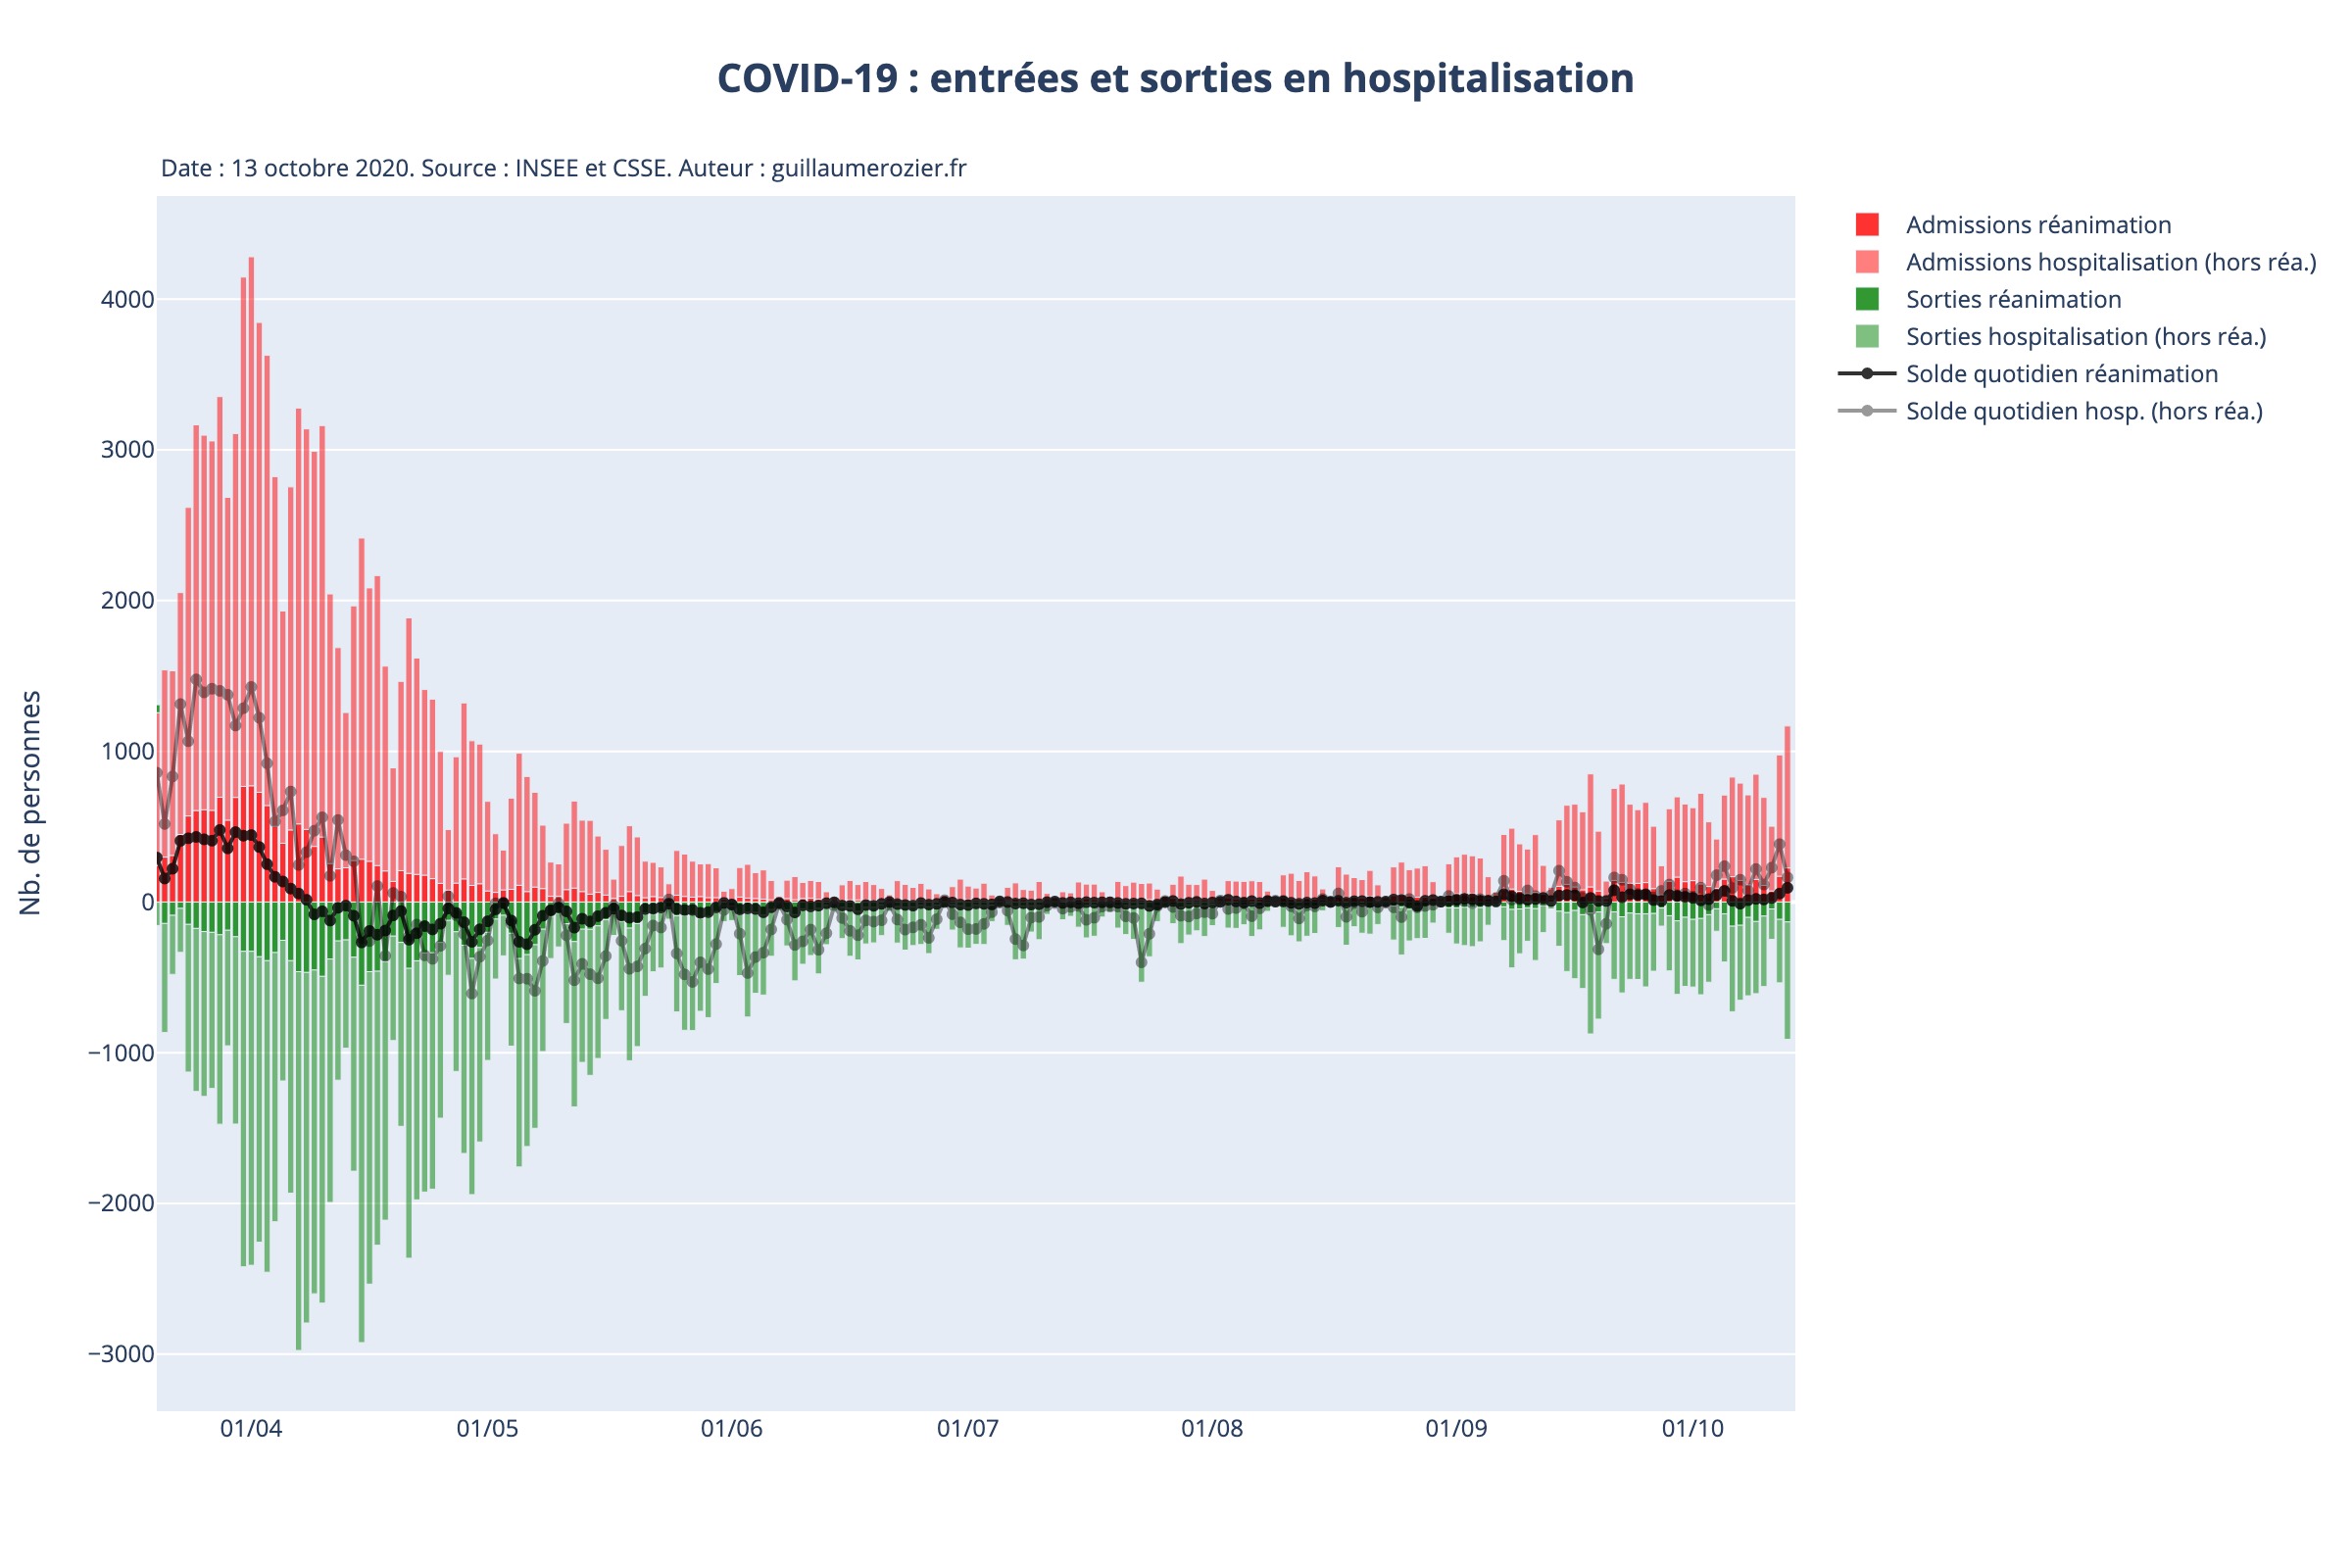 COVID-19 : entrées et sorties en hospitalisation
Date : 13 octobre 2020. Source : INSEE et CSSE. Auteur : guillaumerozier.fr
Admissions réanimation
Admissions hospitalisation (hors réa.)
Sorties réanimation
Sorties hospitalisation (hors réa.)
Solde quotidien réanimation
Solde quotidien hosp. (hors réa.)
Nb. de personnes
4000
3000
2000
1000
0
−1000
−2000
−3000
01/04 01/05 01/06 01/07 01/08 01/09 01/10